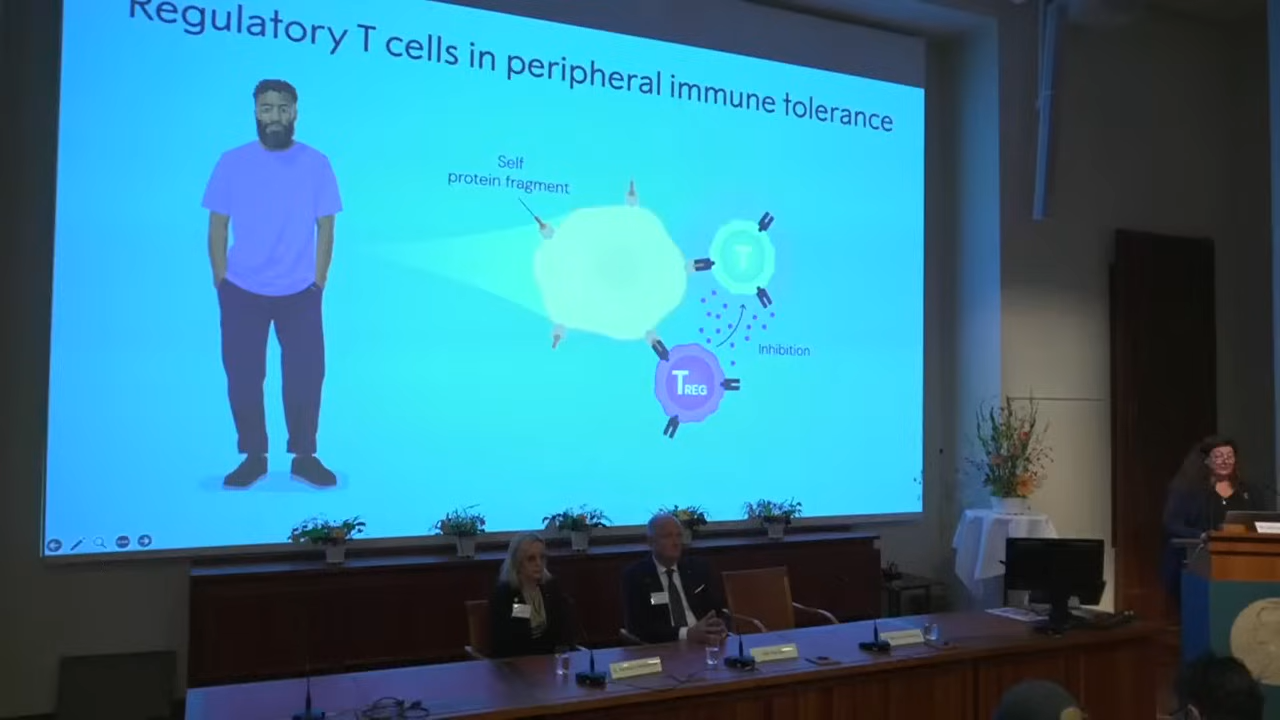 Regulatory T cells in peripheral immune tolerance
Self
protein fragment
T
Inhibition
TREG